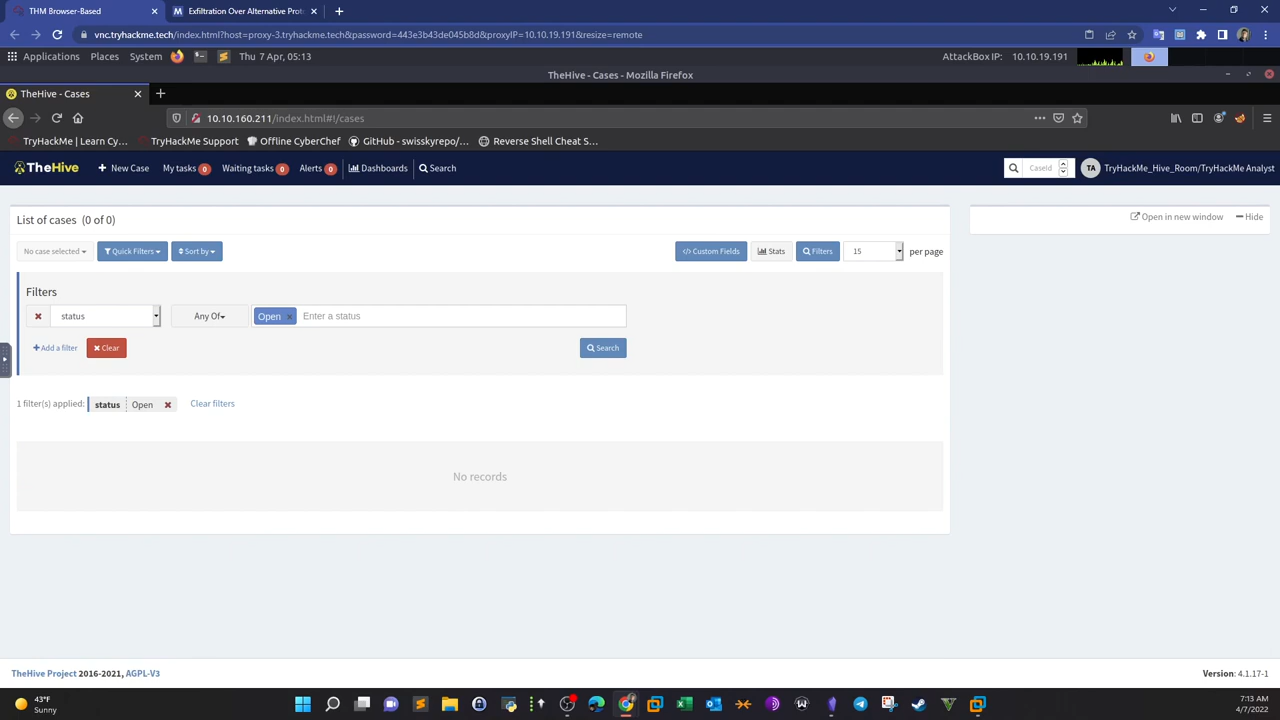 THM Browser-Based
Exfiltration Over Alternative Prot
vnc.tryhackme.tech/index.html?host=proxy-3.tryhackme.tech&password=443e3b43de045b8d&proxyIP=10.10.19.191&resize=remote
Applications Places System Thu 7 Apr, 05:13 AttackBox IP: 10.10.19.191
TheHive - Cases - Mozilla Firefox
TheHive - Cases
10.10.160.211/index.html#!/cases
TryHackMe | Learn Cy... TryHackMe Support Offline CyberChef GitHub - swisskyrepo/... Reverse Shell Cheat S...
TheHive + New Case My tasks 0 Waiting tasks 0 Alerts 0 Dashboards Search CaseId TA TryHackMe_Hive_Room/TryHackMe Analyst
List of cases (0 of 0)
Open in new window Hide
No case selected Quick Filters Sort by </> Custom Fields Stats Filters 15 per page
Filters
status Any Of Open Enter a status
+ Add a filter Clear Search
1 filter(s) applied: status Open Clear filters
No records
TheHive Project 2016-2021, AGPL-V3 Version: 4.1.17-1
43°F
Sunny
7:13 AM
4/7/2022